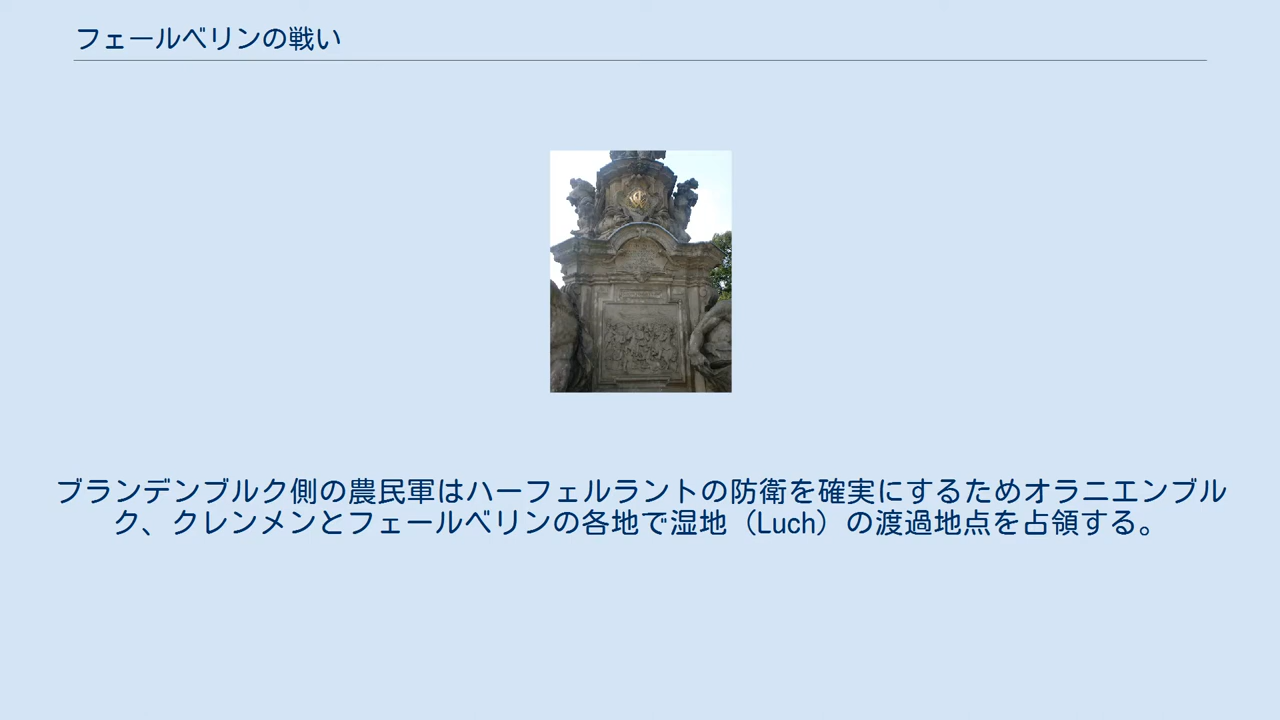 フェールベリンの戦い
ブランデンブルク側の農民軍はハーフェルラントの防衛を確実にするためオラニエンブル
ク、クレンメンとフェールベリンの各地で湿地（Luch）の渡過地点を占領する。